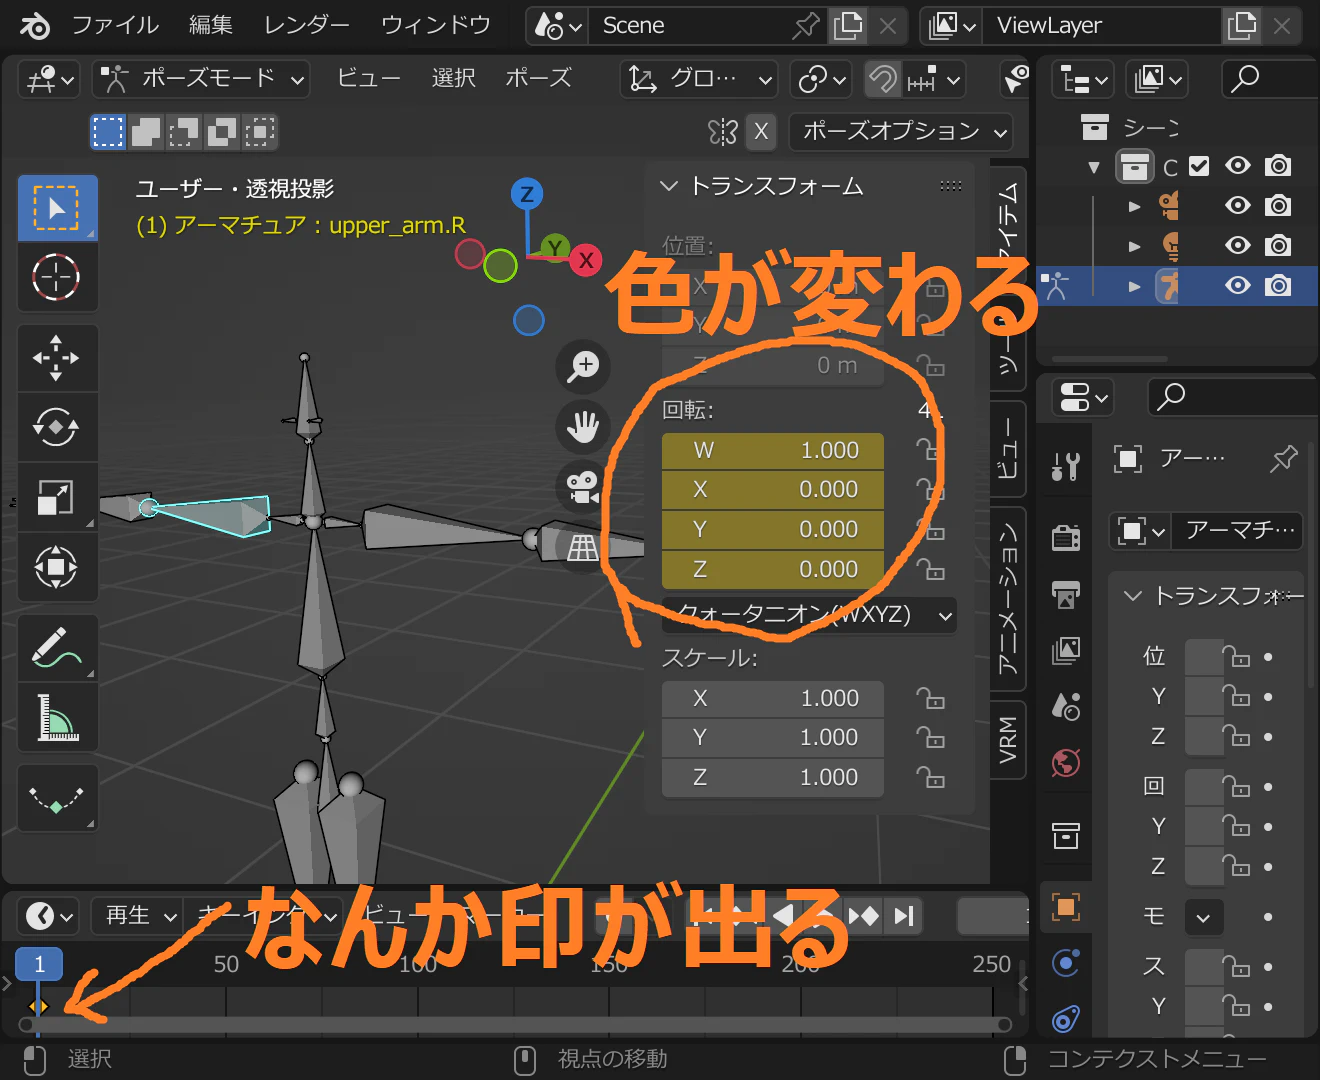 ファイル 編集 レンダー ウィンドウ Scene ViewLayer
ポーズモード ビュー 選択 ポーズ グロ…
X ポーズオプション
ユーザー・透視投影
(1) アーマチュア : upper_arm.R
Z
Y
X
トランスフォーム
位置:
X
Y
Z 0 m
色が変わる
回転: 4L
W 1.000
X 0.000
Y 0.000
Z 0.000
クォータニオン(WXYZ)
スケール:
X 1.000
Y 1.000
Z 1.000
アイテム
ツー
ビュー
アニメーション
VRM
シーン
C
アー…
アーマチ…
トランスフォー
位
Y
Z
回
Y
Z
モ
ス
Y
再生 キーイング ビュー マーカー
なんか印が出る
1 50 100 150 200 250
選択 視点の移動 コンテクストメニュー